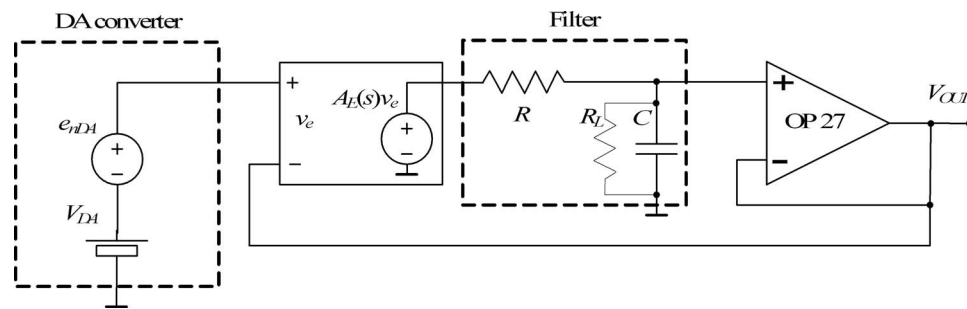 DA converter
Filter
+
e_nDA
+
−
V_DA
+
v_e
−
A_E(s)v_e
+
−
R
R_L
C
+
OP 27
−
V_OUT